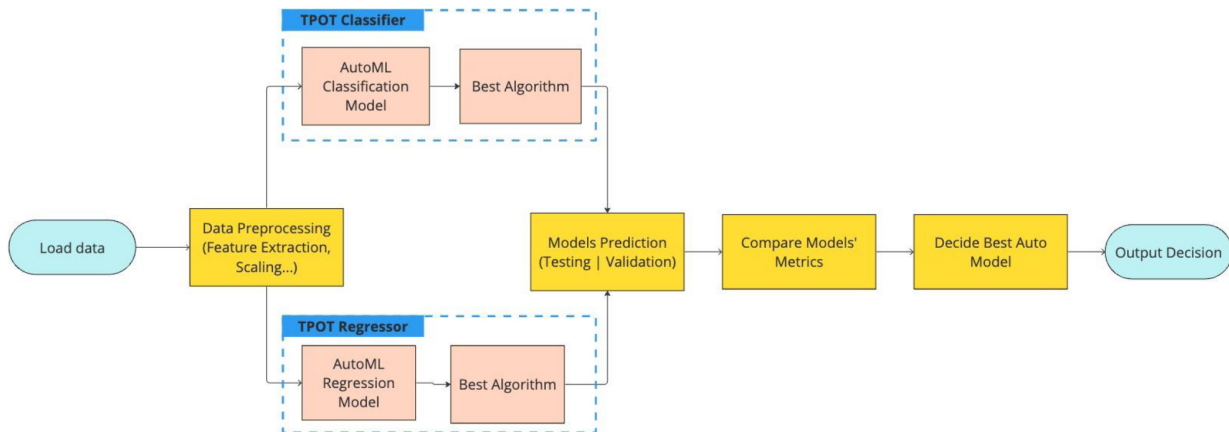 TPOT Classifier
AutoML
Classification
Model
Best Algorithm
Load data
Data Preprocessing
(Feature Extraction,
Scaling...)
Models Prediction
(Testing | Validation)
Compare Models'
Metrics
Decide Best Auto
Model
Output Decision
TPOT Regressor
AutoML
Regression
Model
Best Algorithm